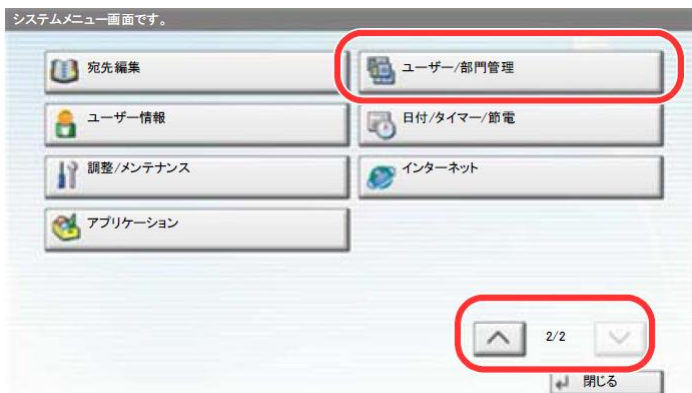 システムメニュー画面です。
宛先編集
ユーザー/部門管理
ユーザー情報
日付/タイマー/節電
調整/メンテナンス
インターネット
アプリケーション
2/2
閉じる